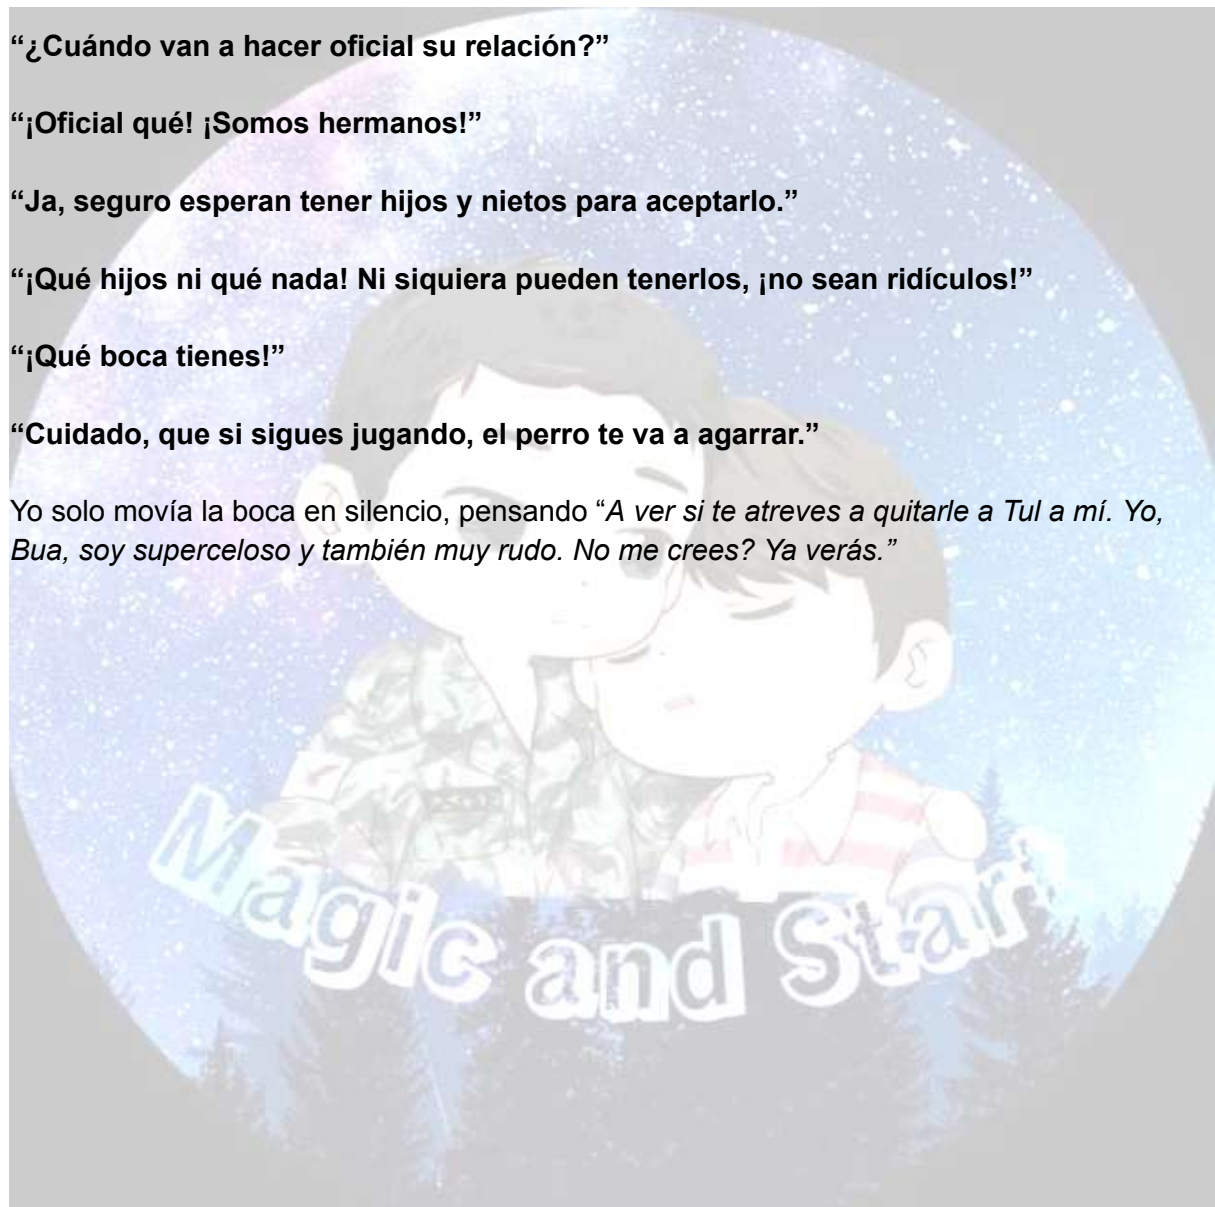 “¿Cuándo van a hacer oficial su relación?”
“¡Oficial qué! ¡Somos hermanos!”
“Ja, seguro esperan tener hijos y nietos para aceptarlo.”
“¡Qué hijos ni qué nada! Ni siquiera pueden tenerlos, ¡no sean ridículos!”
“¡Qué boca tienes!”
“Cuidado, que si sigues jugando, el perro te va a agarrar.”
Yo solo movía la boca en silencio, pensando “A ver si te atreves a quitarle a Tul a mí. Yo,
Bua, soy superceloso y también muy rudo. No me crees? Ya verás.”
Magic and Star